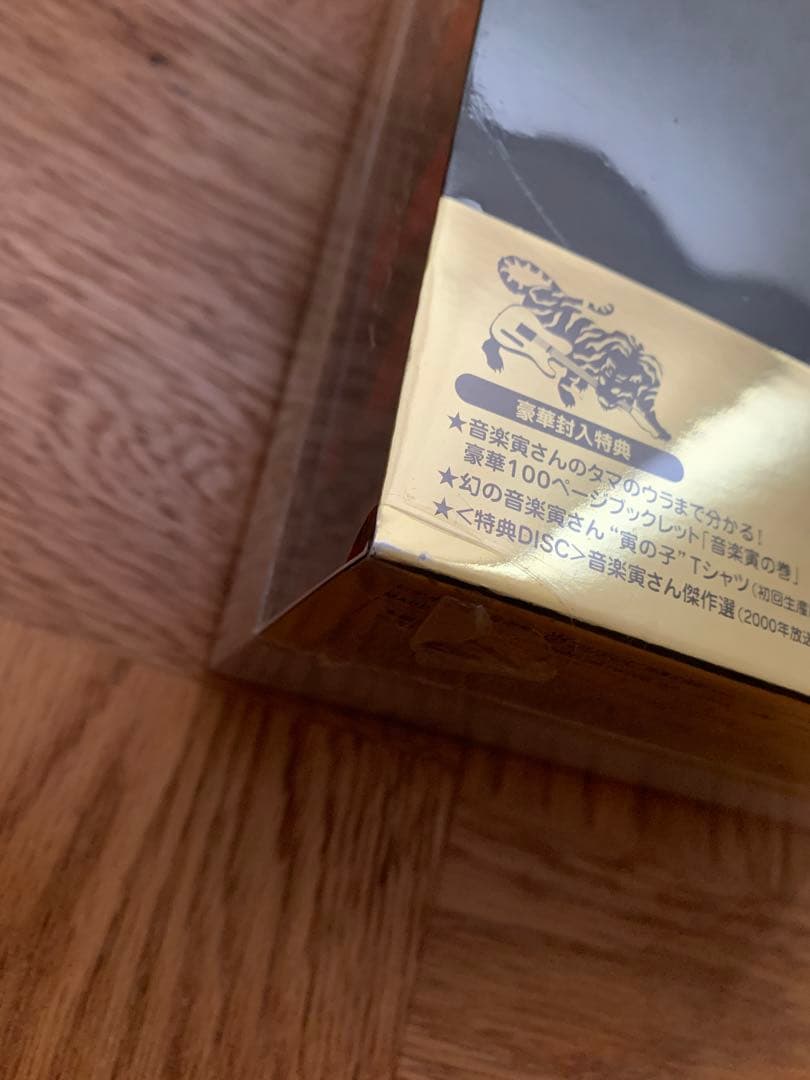 豪華封入特典
★音楽寅さんのタマのウラまで分かる!
豪華100ページブックレット「音楽寅の巻」
★幻の音楽寅さん“寅の子”Tシャツ(初回生産
★<特典DISC>音楽寅さん傑作選(2000年放送